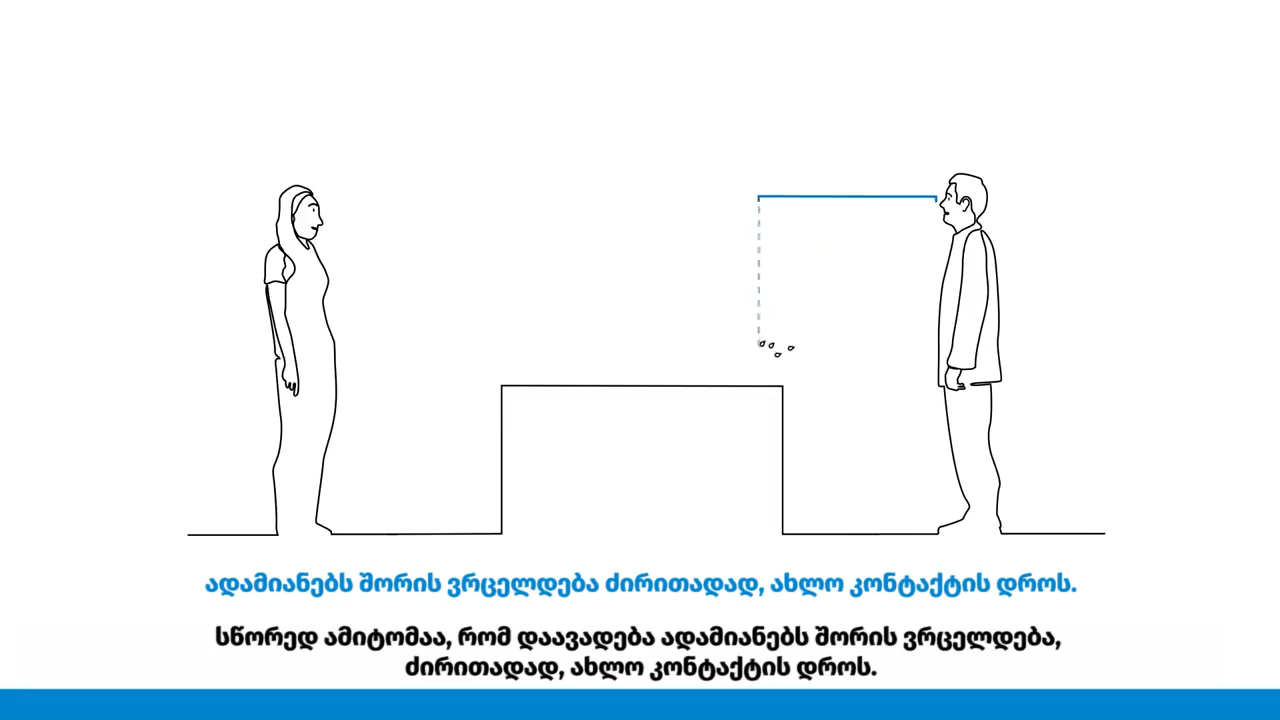 ადამიანებს შორის ვრცელდება ძირითადად, ახლო კონტაქტის დროს.
სწორედ ამიტომაა, რომ დაავადება ადამიანებს შორის ვრცელდება,
ძირითადად, ახლო კონტაქტის დროს.